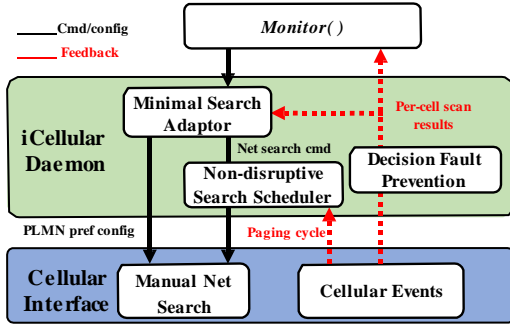 Cmd/config
Feedback
Monitor( )
iCellular
Daemon
Minimal Search
Adaptor
Per-cell scan
results
Net search cmd
Non-disruptive
Search Scheduler
Decision Fault
Prevention
PLMN pref config
Paging cycle
Cellular
Interface
Manual Net
Search
Cellular Events